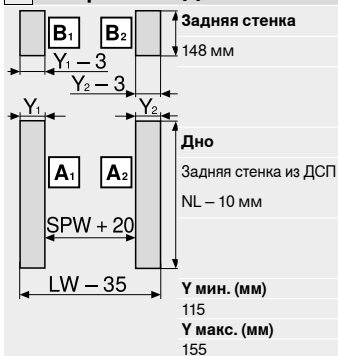 B1 B2
Y1 – 3
Y2 – 3
Y1 Y2
A1 A2
SPW + 20
LW – 35
Задняя стенка
148 мм
Дно
Задняя стенка из ДСП
NL – 10 мм
Y мин. (мм)
115
Y макс. (мм)
155